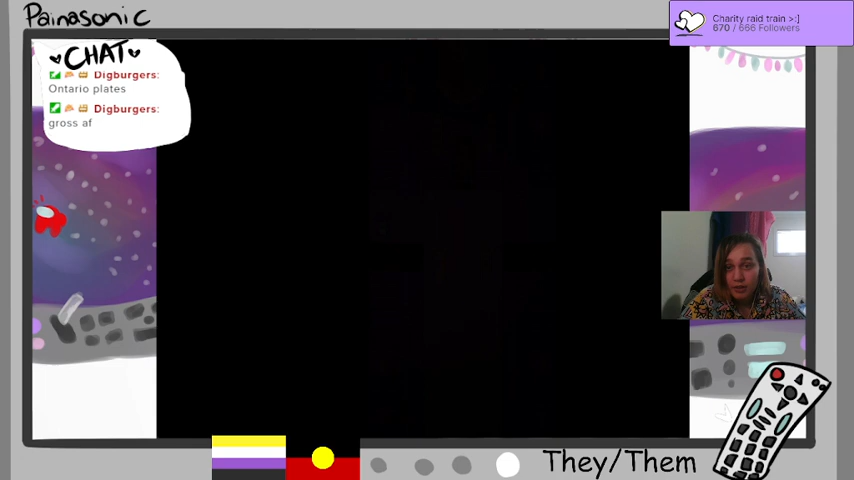 Painasonic
Charity raid train >:]
670 / 666 Followers
CHAT
Digburgers:
Ontario plates
Digburgers:
gross af
They/Them